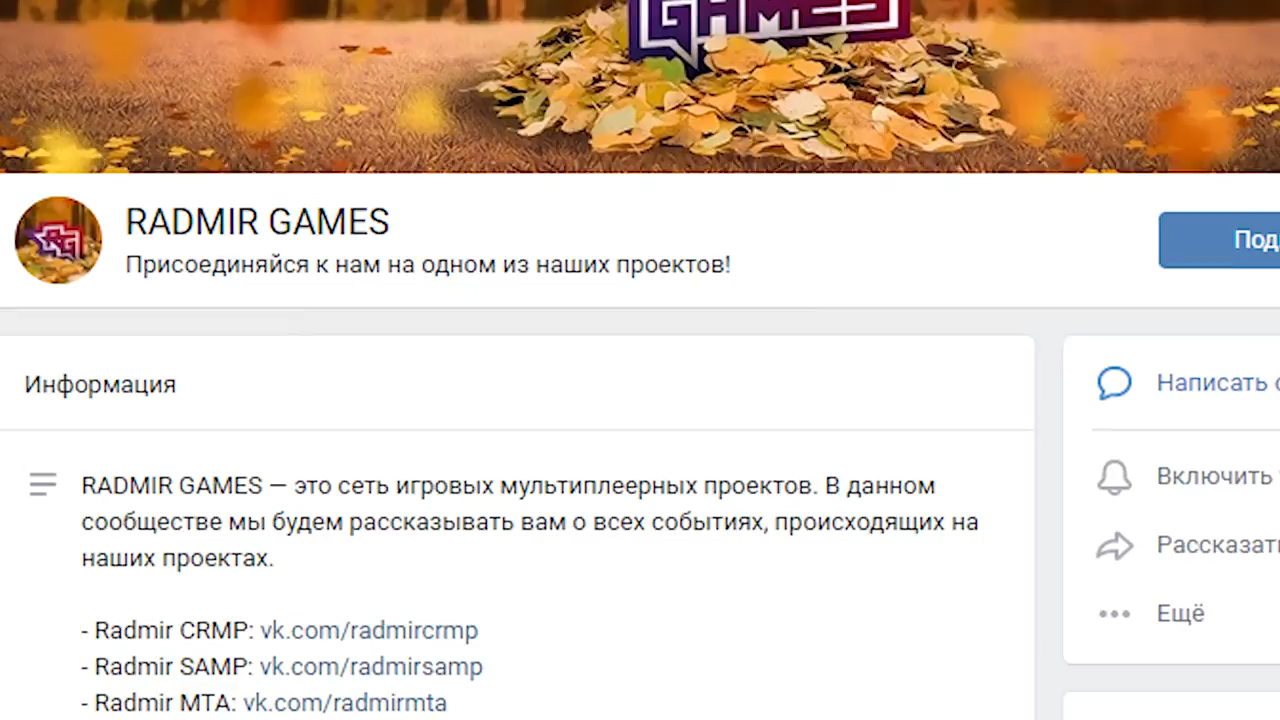 GAMES
RADMIR GAMES
Присоединяйся к нам на одном из наших проектов!
Под
Информация
RADMIR GAMES — это сеть игровых мультиплеерных проектов. В данном
сообществе мы будем рассказывать вам о всех событиях, происходящих на
наших проектах.
- Radmir CRMP: vk.com/radmircrmp
- Radmir SAMP: vk.com/radmirsamp
- Radmir MTA: vk.com/radmirmta
Написать
Включить
Рассказать
Ещё